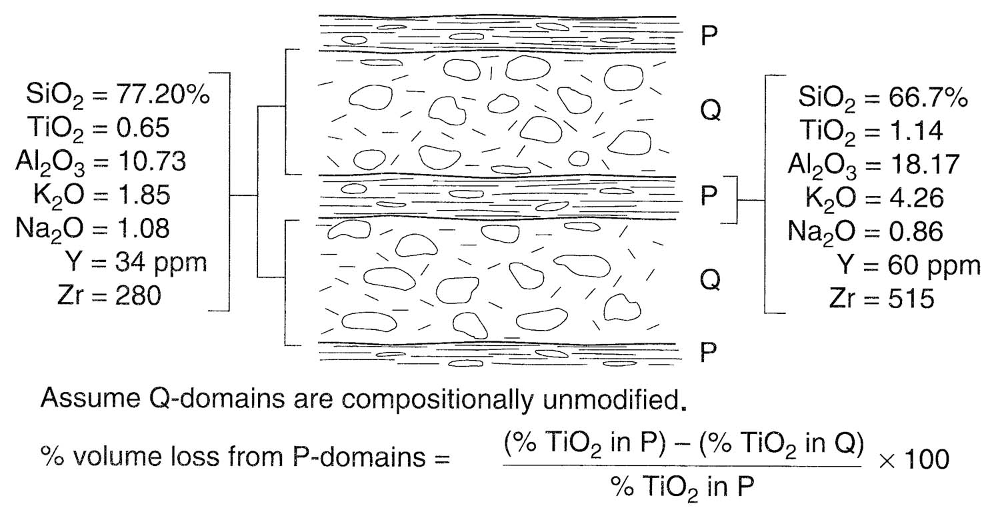 P
SiO₂ = 77.20%
TiO₂ = 0.65
Al₂O₃ = 10.73
K₂O = 1.85
Na₂O = 1.08
Y = 34 ppm
Zr = 280
Q
P
Q
P
SiO₂ = 66.7%
TiO₂ = 1.14
Al₂O₃ = 18.17
K₂O = 4.26
Na₂O = 0.86
Y = 60 ppm
Zr = 515
Assume Q-domains are compositionally unmodified.
% volume loss from P-domains =
(% TiO₂ in P) – (% TiO₂ in Q)
% TiO₂ in P
× 100